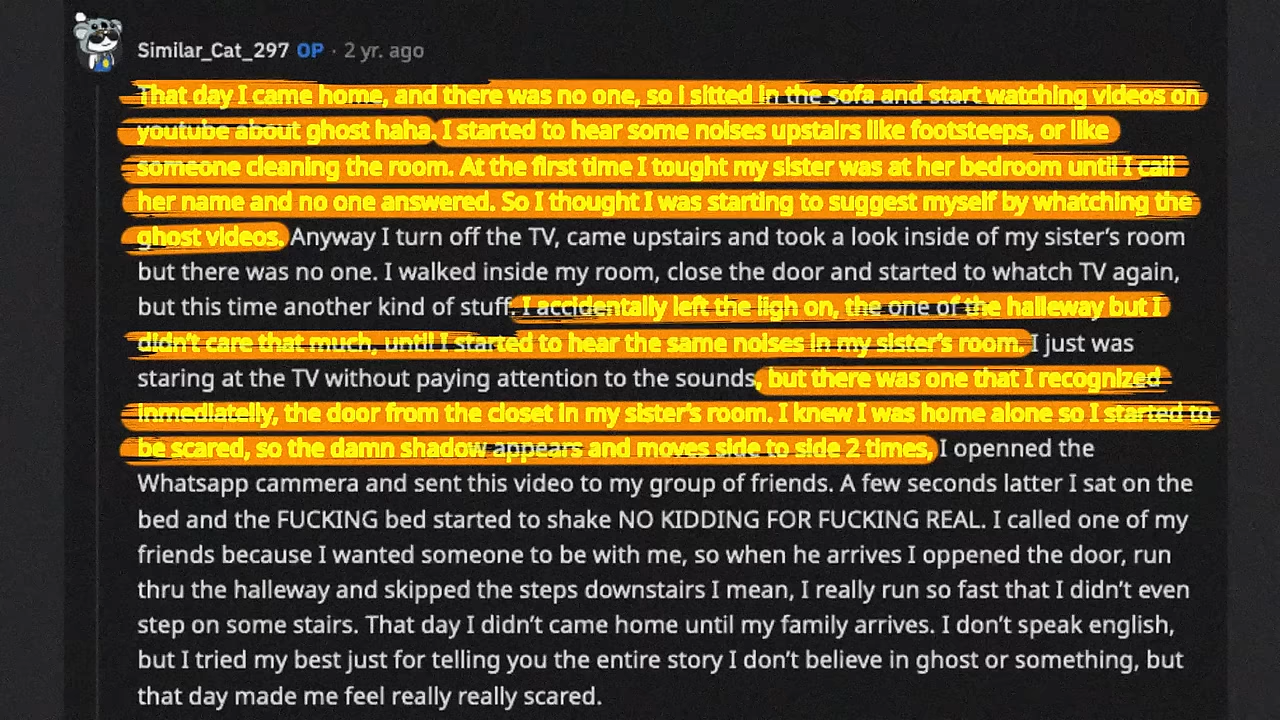 Similar_Cat_297 OP · 2 yr. ago
That day I came home, and there was no one, so i sitted in the sofa and start watching videos on
youtube about ghost haha. I started to hear some noises upstairs like footsteeps, or like
someone cleaning the room. At the first time I tought my sister was at her bedroom until I call
her name and no one answered. So I thought I was starting to suggest myself by whatching the
ghost videos. Anyway I turn off the TV, came upstairs and took a look inside of my sister's room
but there was no one. I walked inside my room, close the door and started to whatch TV again,
but this time another kind of stuff. I accidentally left the ligh on, the one of the halleway but I
didn't care that much, until I started to hear the same noises in my sister's room. I just was
staring at the TV without paying attention to the sounds, but there was one that I recognized
inmediatelly, the door from the closet in my sister's room. I knew I was home alone so I started to
be scared, so the damn shadow appears and moves side to side 2 times, I openned the
Whatsapp cammera and sent this video to my group of friends. A few seconds latter I sat on the
bed and the FUCKING bed started to shake NO KIDDING FOR FUCKING REAL. I called one of my
friends because I wanted someone to be with me, so when he arrives I oppened the door, run
thru the halleway and skipped the steps downstairs I mean, I really run so fast that I didn't even
step on some stairs. That day I didn't came home until my family arrives. I don't speak english,
but I tried my best just for telling you the entire story I don't believe in ghost or something, but
that day made me feel really really scared.